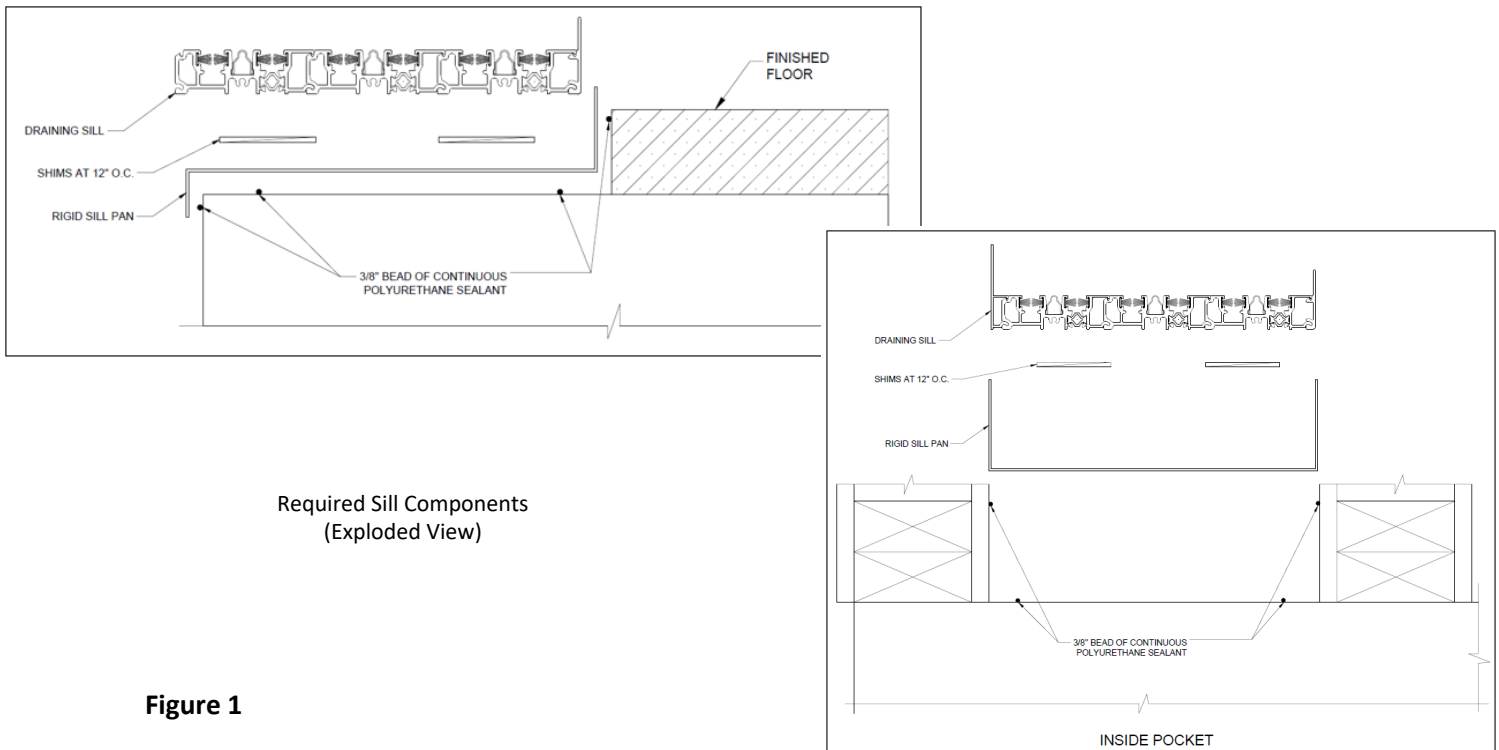 FINISHED
FLOOR
DRAINING SILL
SHIMS AT 12" O.C.
RIGID SILL PAN
3/8" BEAD OF CONTINUOUS
POLYURETHANE SEALANT
DRAINING SILL
SHIMS AT 12" O.C.
RIGID SILL PAN
3/8" BEAD OF CONTINUOUS
POLYURETHANE SEALANT
INSIDE POCKET
Required Sill Components
(Exploded View)
Figure 1